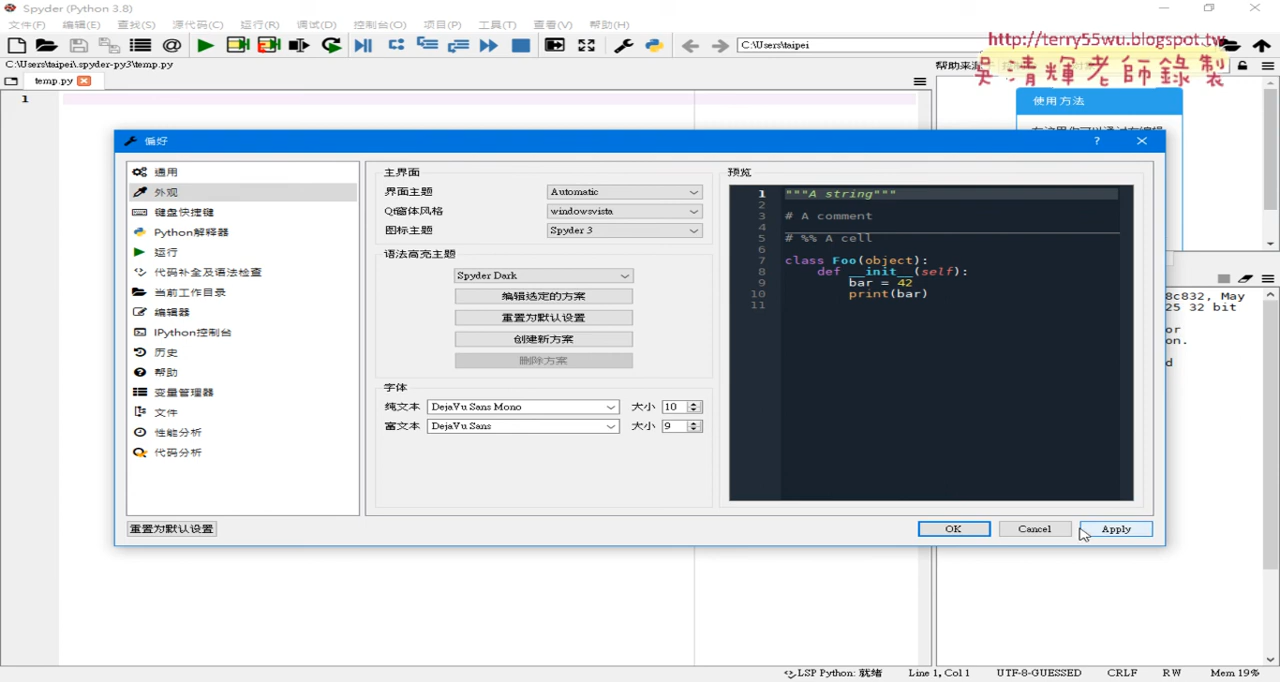 Spyder (Python 3.8)
文件(F) 编辑(E) 查找(S) 源代码(C) 运行(R) 调试(D) 控制台(O) 项目(P) 工具(T) 查看(V) 帮助(H)
C:\Users\taipei
http://terry55wu.blogspot.tw
吳清輝老師錄製
C:\Users\taipei\.spyder-py3\temp.py
帮助来源
temp.py
使用方法
1
偏好
通用
外观
键盘快捷键
Python解释器
运行
代码补全及语法检查
当前工作目录
编辑器
IPython控制台
历史
帮助
变量管理器
文件
性能分析
代码分析
主界面
界面主题 Automatic
Qt窗体风格 windowsvista
图标主题 Spyder 3
语法高亮主题
Spyder Dark
编辑选定的方案
重置为默认设置
创建新方案
删除方案
字体
纯文本 DejaVu Sans Mono 大小 10
富文本 DejaVu Sans 大小 9
预览
1 """A string"""
2
3 # A comment
4
5 # %% A cell
6
7 class Foo(object):
8 def __init__(self):
9 bar = 42
10 print(bar)
11
8c832, May
25 32 bit
or
on.
d
重置为默认设置 OK Cancel Apply
LSP Python: 就绪 Line 1, Col 1 UTF-8-GUESSED CRLF RW Mem 19%